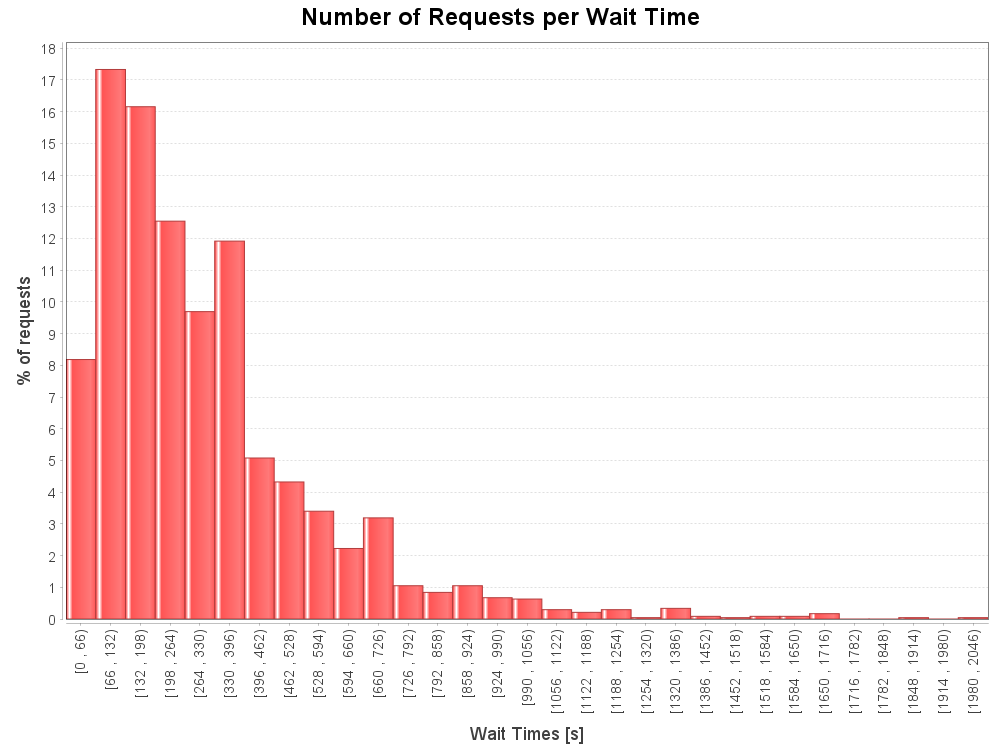 Number of Requests per Wait Time
18
17
16
15
14
13
12
11
10
9
8
7
6
5
4
3
2
1
0
% of requests
[0 , 66)
[66 , 132)
[132 , 198)
[198 , 264)
[264 , 330)
[330 , 396)
[396 , 462)
[462 , 528)
[528 , 594)
[594 , 660)
[660 , 726)
[726 , 792)
[792 , 858)
[858 , 924)
[924 , 990)
[990 , 1056)
[1056 , 1122)
[1122 , 1188)
[1188 , 1254)
[1254 , 1320)
[1320 , 1386)
[1386 , 1452)
[1452 , 1518)
[1518 , 1584)
[1584 , 1650)
[1650 , 1716)
[1716 , 1782)
[1782 , 1848)
[1848 , 1914)
[1914 , 1980)
[1980 , 2046)
Wait Times [s]